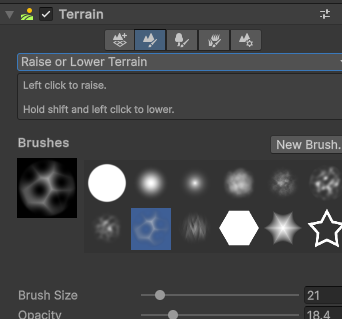 Terrain
Raise or Lower Terrain
Left click to raise.
Hold shift and left click to lower.
Brushes
New Brush.
Brush Size
21
Opacity
18.4